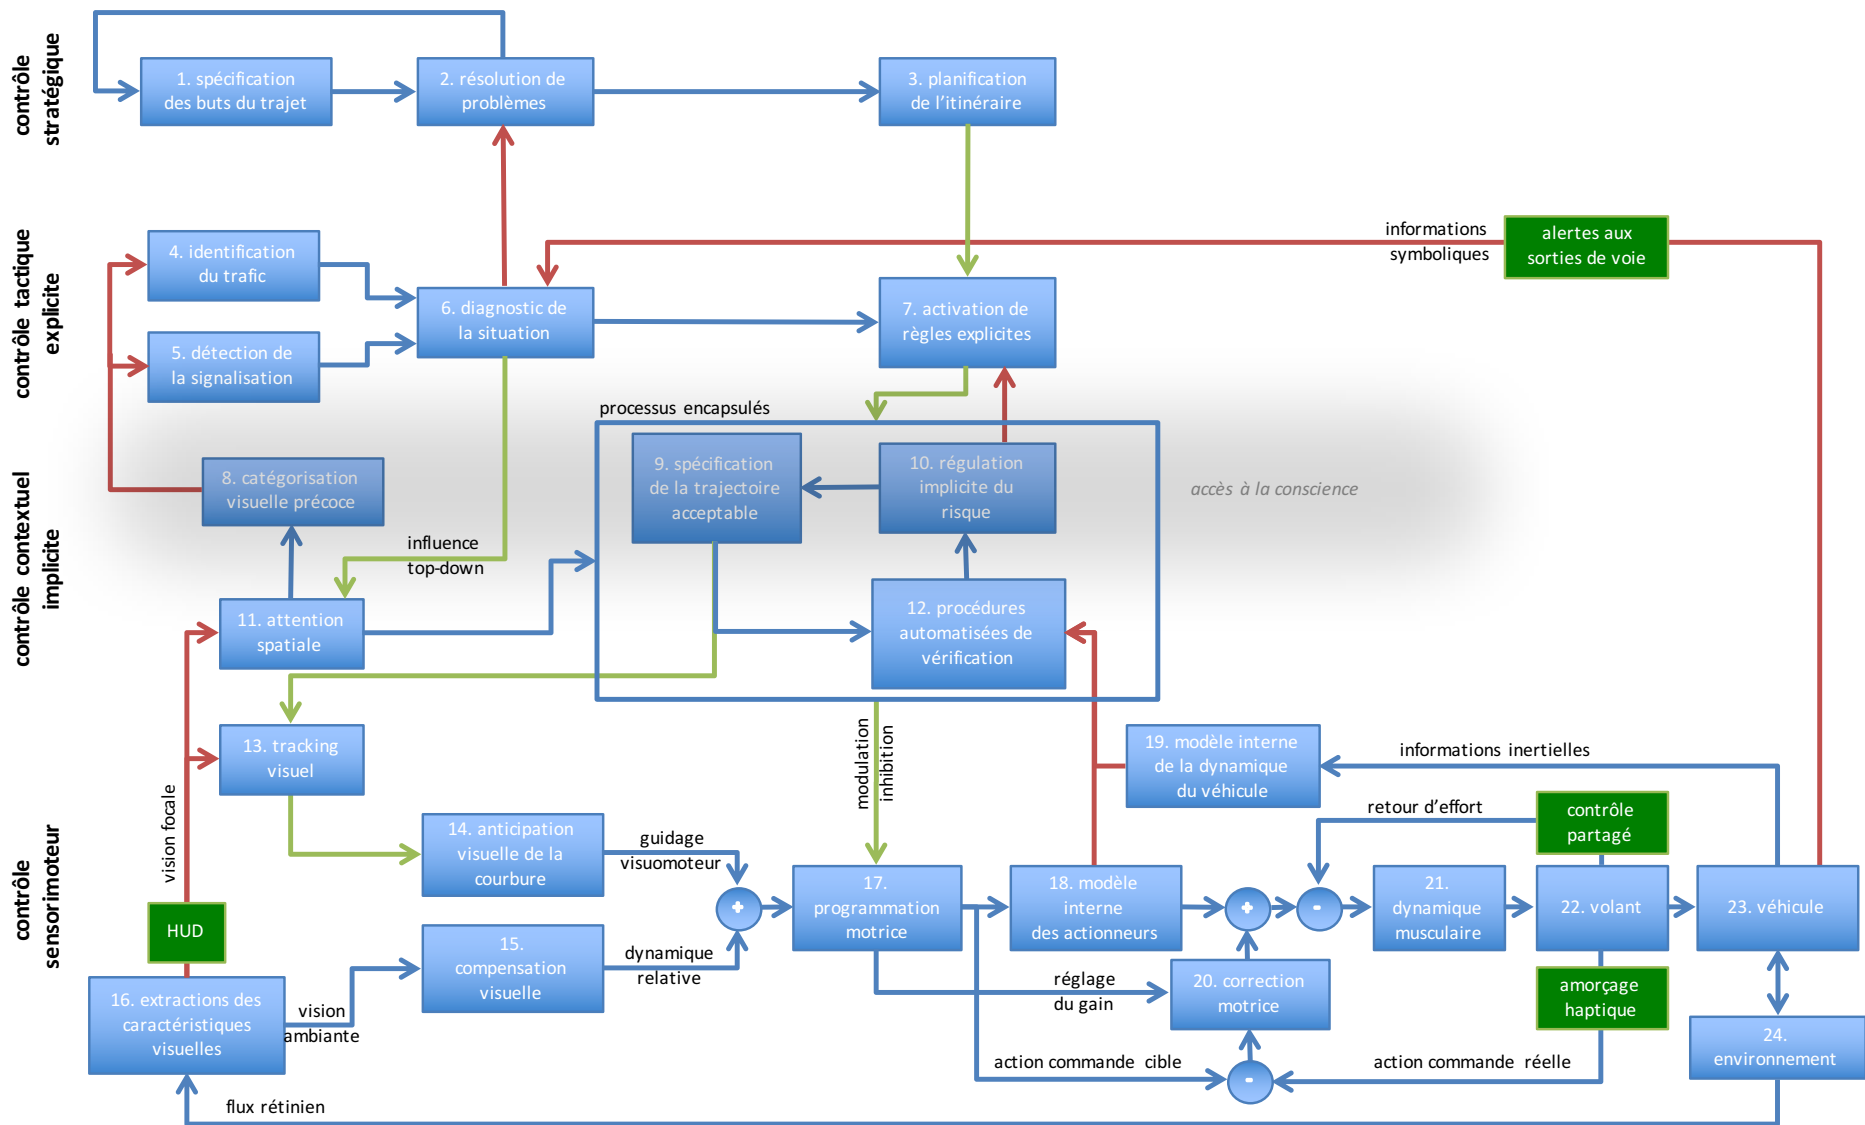 contrôle
stratégique
1. spécification
des buts du trajet
2. résolution de
problèmes
3. planification
de l'itinéraire
contrôle tactique
explicite
4. identification
du trafic
5. détection de
la signalisation
6. diagnostic de
la situation
7. activation de
règles explicites
informations
symboliques
alertes aux
sorties de voie
processus encapsulés
contrôle contextuel
implicite
8. catégorisation
visuelle précoce
9. spécification
de la trajectoire
acceptable
10. régulation
implicite du
risque
accès à la conscience
influence
top-down
11. attention
spatiale
12. procédures
automatisées de
vérification
contrôle
sensorimoteur
13. tracking
visuel
vision focale
modulation
inhibition
19. modèle interne
de la dynamique
du véhicule
informations inertielles
retour d'effort
contrôle
partagé
14. anticipation
visuelle de la
courbure
guidage
visuomoteur
+
17.
programmation
motrice
18. modèle
interne
des actionneurs
+
-
21.
dynamique
musculaire
22. volant
23. véhicule
HUD
15.
compensation
visuelle
dynamique
relative
16. extractions des
caractéristiques
visuelles
vision
ambiante
réglage
du gain
20. correction
motrice
amorçage
haptique
24.
environnement
action commande cible
-
action commande réelle
flux rétinien